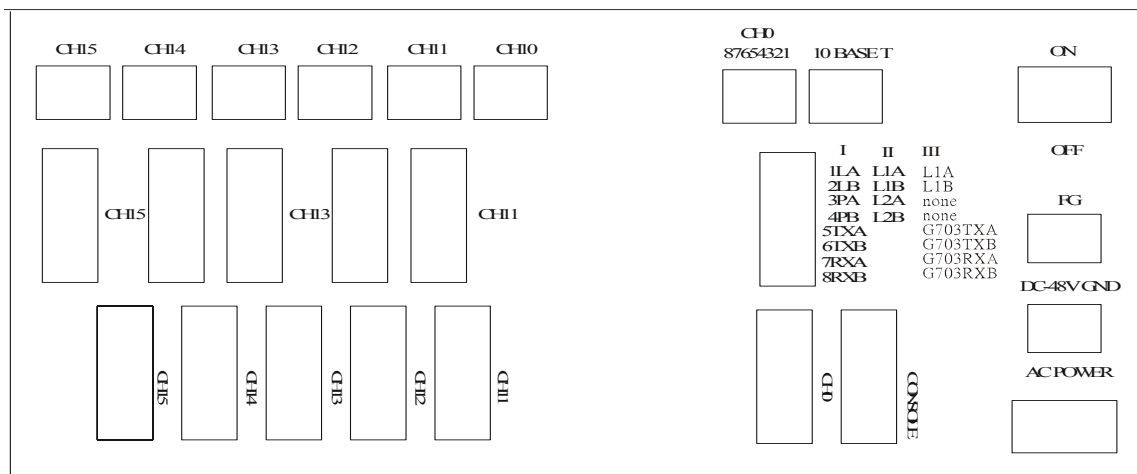 CH15 CH14 CH13 CH12 CH11 CH10
CH0
87654321 10 BASE T
ON
OFF
I II III
1LA L1A L1A
2LB L1B L1B
3PA L2A none
4PB L2B none
5TXA G703TXA
6TXB G703TXB
7RXA G703RXA
8RXB G703RXB
CH15 CH13 CH11
FG
DC-48V GND
AC POWER
CH15
CH14
CH13
CH12
CH11
CH0
CONSOLE